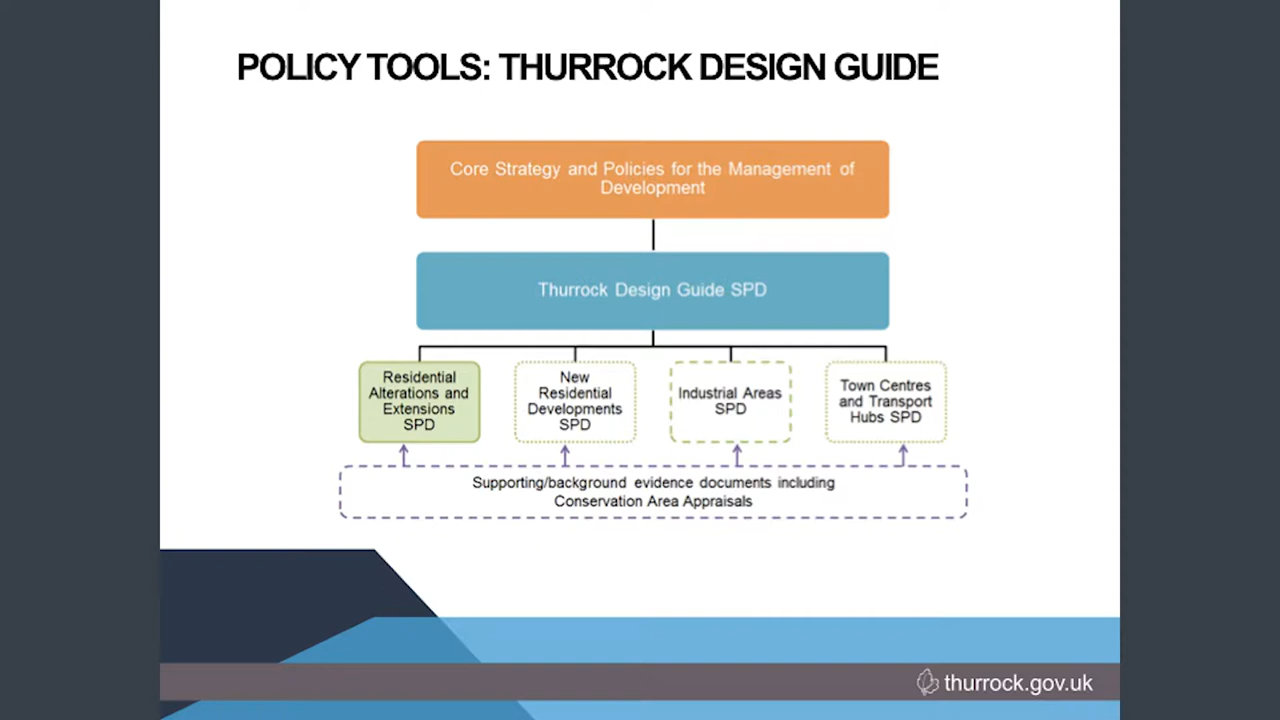 POLICY TOOLS: THURROCK DESIGN GUIDE
Core Strategy and Policies for the Management of
Development
Thurrock Design Guide SPD
Residential
Alterations and
Extensions
SPD
New
Residential
Developments
SPD
Industrial Areas
SPD
Town Centres
and Transport
Hubs SPD
Supporting/background evidence documents including
Conservation Area Appraisals
thurrock.gov.uk